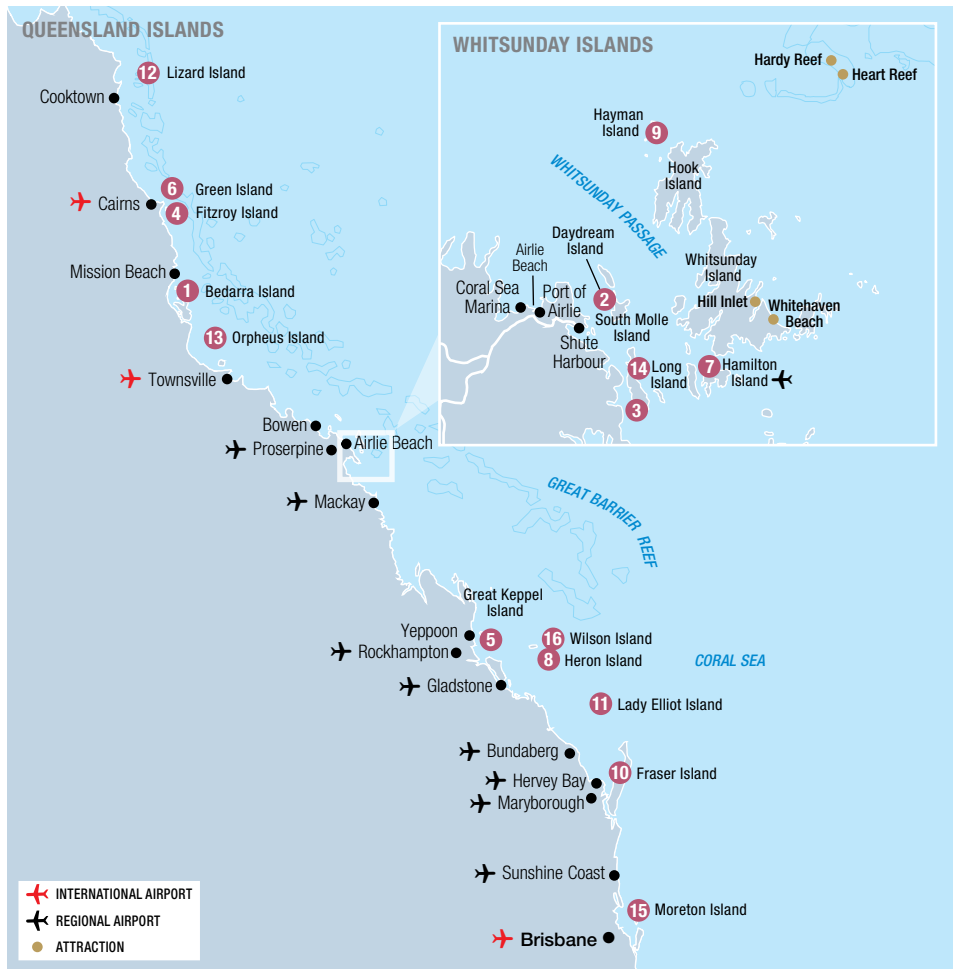 QUEENSLAND ISLANDS
12 Lizard Island
Cooktown
6 Green Island
Cairns
4 Fitzroy Island
Mission Beach
1 Bedarra Island
13 Orpheus Island
Townsville
Bowen
Airlie Beach
Proserpine
Mackay
GREAT BARRIER REEF
Great Keppel
Island
Yeppoon
5
16 Wilson Island
Rockhampton
8 Heron Island
CORAL SEA
Gladstone
11 Lady Elliot Island
Bundaberg
10 Fraser Island
Hervey Bay
Maryborough
Sunshine Coast
15 Moreton Island
Brisbane
WHITSUNDAY ISLANDS
Hardy Reef
Heart Reef
Hayman
Island
9
Hook
Island
WHITSUNDAY PASSAGE
Daydream
Island
Airlie
Beach
Whitsunday
Island
Coral Sea
Marina
Port of
Airlie
2
Hill Inlet
Whitehaven
Beach
South Molle
Island
Shute
Harbour
14 Long
Island
7 Hamilton
Island
3
INTERNATIONAL AIRPORT
REGIONAL AIRPORT
ATTRACTION